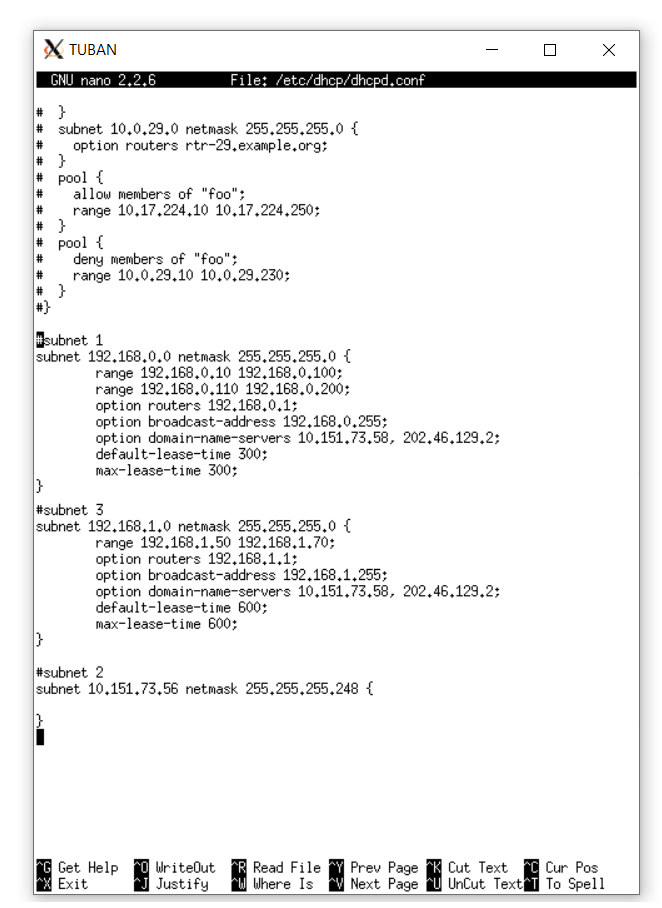 TUBAN
GNU nano 2.2.6 File: /etc/dhcp/dhcpd.conf
#  }
#  subnet 10.0.29.0 netmask 255.255.255.0 {
#    option routers rtr-29.example.org;
#  }
#  pool {
#    allow members of "foo";
#    range 10.17.224.10 10.17.224.250;
#  }
#  pool {
#    deny members of "foo";
#    range 10.0.29.10 10.0.29.230;
#  }
#}
#subnet 1
subnet 192.168.0.0 netmask 255.255.255.0 {
        range 192.168.0.10 192.168.0.100;
        range 192.168.0.110 192.168.0.200;
        option routers 192.168.0.1;
        option broadcast-address 192.168.0.255;
        option domain-name-servers 10.151.73.58, 202.46.129.2;
        default-lease-time 300;
        max-lease-time 300;
}
#subnet 3
subnet 192.168.1.0 netmask 255.255.255.0 {
        range 192.168.1.50 192.168.1.70;
        option routers 192.168.1.1;
        option broadcast-address 192.168.1.255;
        option domain-name-servers 10.151.73.58, 202.46.129.2;
        default-lease-time 600;
        max-lease-time 600;
}
#subnet 2
subnet 10.151.73.56 netmask 255.255.255.248 {
}
^G Get Help ^O WriteOut ^R Read File ^Y Prev Page ^K Cut Text ^C Cur Pos
^X Exit ^J Justify ^W Where Is ^V Next Page ^U UnCut Text ^T To Spell